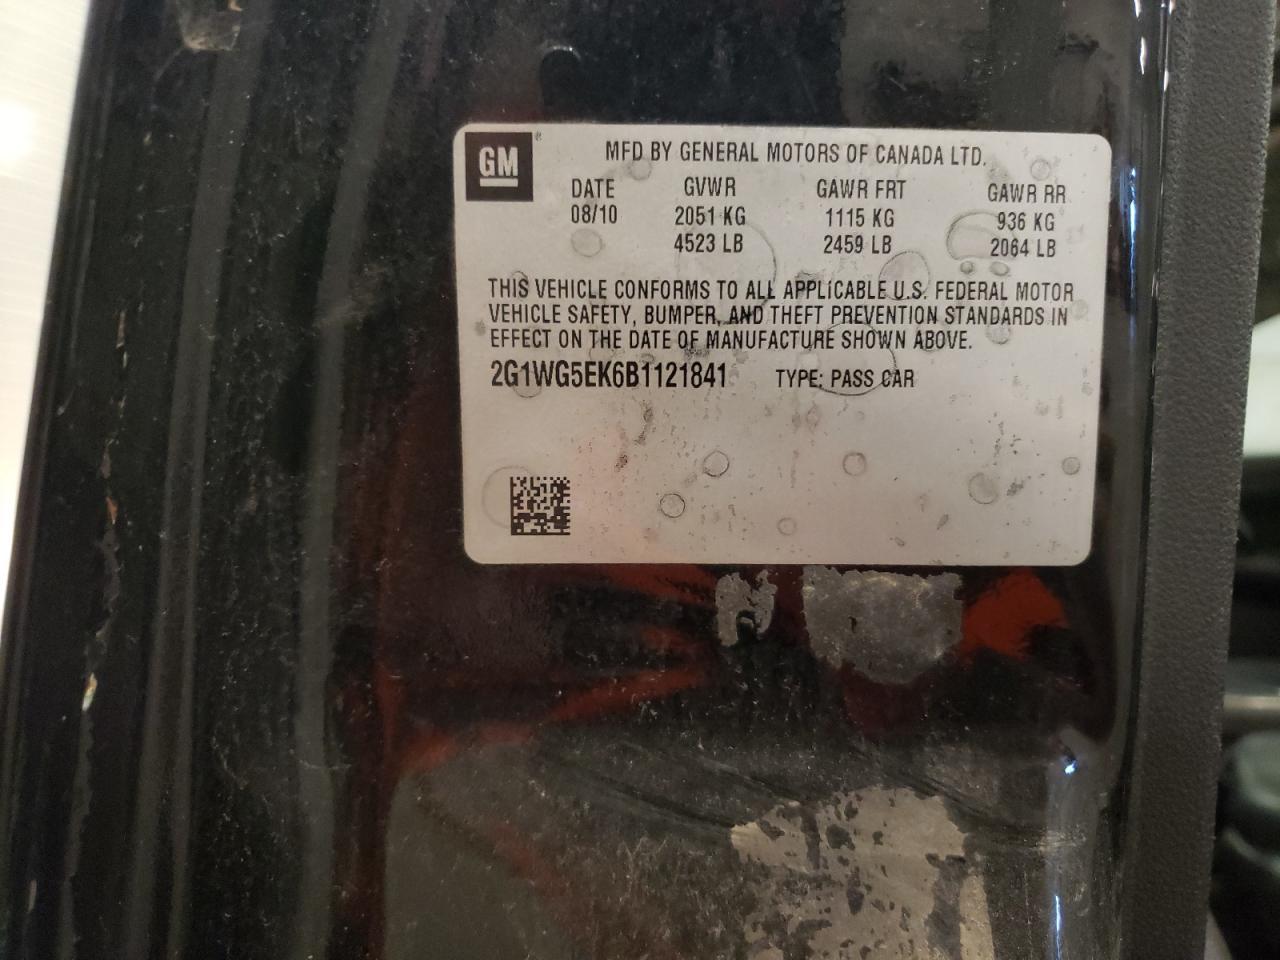 GM ®
MFD BY GENERAL MOTORS OF CANADA LTD.
DATE GVWR GAWR FRT GAWR RR
08/10 2051 KG 1115 KG 936 KG
4523 LB 2459 LB 2064 LB
THIS VEHICLE CONFORMS TO ALL APPLICABLE U.S. FEDERAL MOTOR
VEHICLE SAFETY, BUMPER, AND THEFT PREVENTION STANDARDS IN
EFFECT ON THE DATE OF MANUFACTURE SHOWN ABOVE.
2G1WG5EK6B1121841 TYPE: PASS CAR